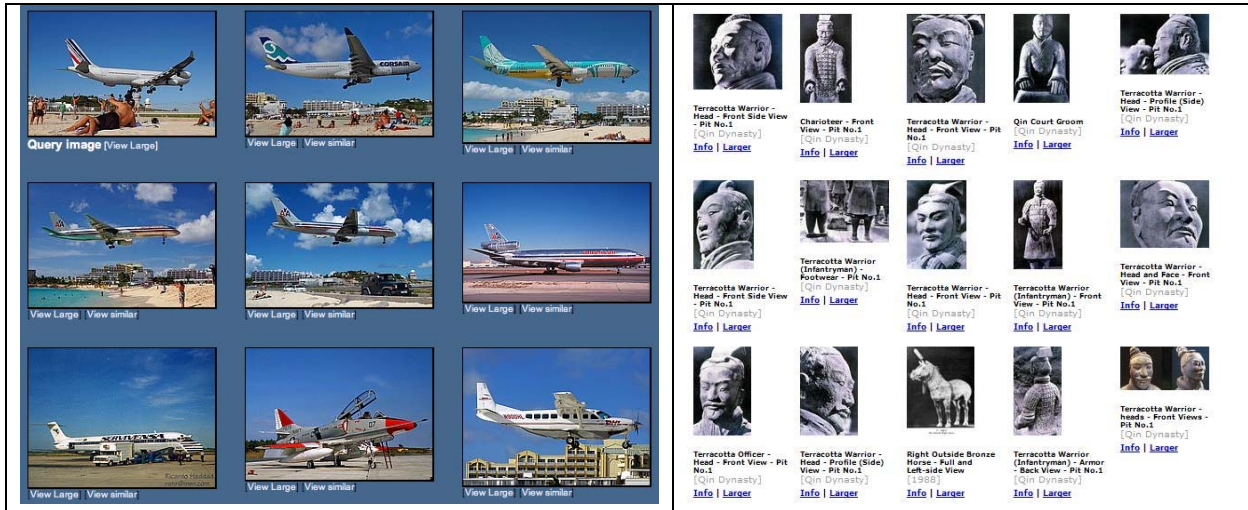 CORSAIR
Query image [View Large]
View Large| |View similar|
View Large| |View similar|
AA
AA
American
View Large| |View similar|
View Large| |View similar|
View Large| |View similar|
SERVIVENSA
07
N900HL
DHL
Ricardo Haddad
View Large| |View similar|
View Large| |View similar|
View Large| |View similar|
Terracotta Warrior -
Head - Front Side View
- Pit No.1
[Qin Dynasty]
Info | Larger
Charioteer - Front
View - Pit No.1
[Qin Dynasty]
Info | Larger
Terracotta Warrior -
Head - Front View - Pit
No.1
[Qin Dynasty]
Info | Larger
Qin Court Groom
[Qin Dynasty]
Info | Larger
Terracotta Warrior -
Head - Profile (Side)
View - Pit No.1
[Qin Dynasty]
Info | Larger
Terracotta Warrior -
Head - Front Side View
- Pit No.1
[Qin Dynasty]
Info | Larger
Terracotta Warrior
(Infantryman) -
Footwear - Pit No.1
[Qin Dynasty]
Info | Larger
Terracotta Warrior -
Head - Front View - Pit
No.1
[Qin Dynasty]
Info | Larger
Terracotta Warrior
(Infantryman) - Front
View - Pit No.1
[Qin Dynasty]
Info | Larger
Terracotta Warrior -
Head and Face - Front
View - Pit No.1
[Qin Dynasty]
Info | Larger
Terracotta Officer -
Head - Front View - Pit
No.1
[Qin Dynasty]
Info | Larger
Terracotta Warrior -
Head - Profile (Side)
View - Pit No.1
[Qin Dynasty]
Info | Larger
Right Outside Bronze
Horse - Full and
Left-side View
[1988]
Info | Larger
Terracotta Warrior
(Infantryman) - Armor
- Back View - Pit No.1
[Qin Dynasty]
Info | Larger
Terracotta Warrior -
heads - Front Views -
Pit No.1
[Qin Dynasty]
Info | Larger